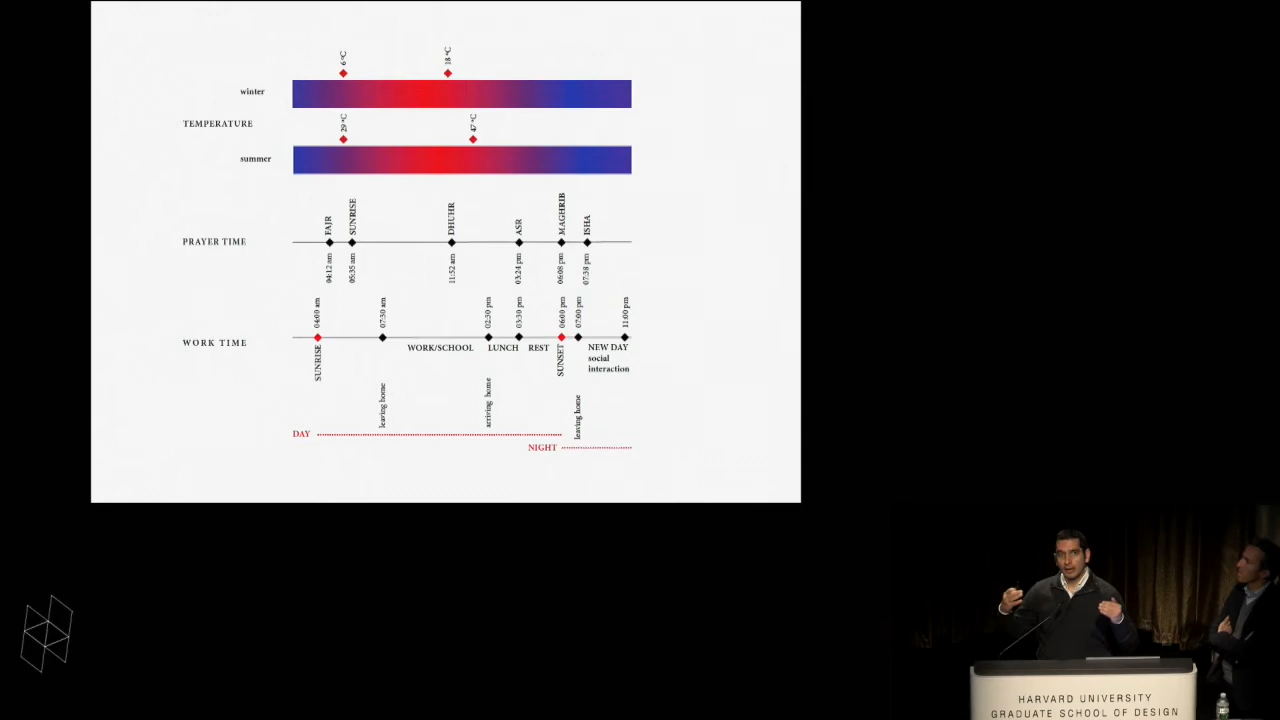 6 °C
18 °C
winter
TEMPERATURE
29 °C
47 °C
summer
FAJR
SUNRISE
DHUHR
ASR
MAGHRIB
ISHA
PRAYER TIME
04:12 am
05:35 am
11:52 am
03:24 pm
06:08 pm
07:38 pm
04:00 am
07:30 am
02:30 pm
03:30 pm
06:00 pm
07:00 pm
11:00 pm
WORK TIME
SUNRISE
WORK/SCHOOL
LUNCH
REST
SUNSET
NEW DAY
social
interaction
leaving home
arriving home
leaving home
DAY
NIGHT
HARVARD UNIVERSITY
GRADUATE SCHOOL OF DESIGN